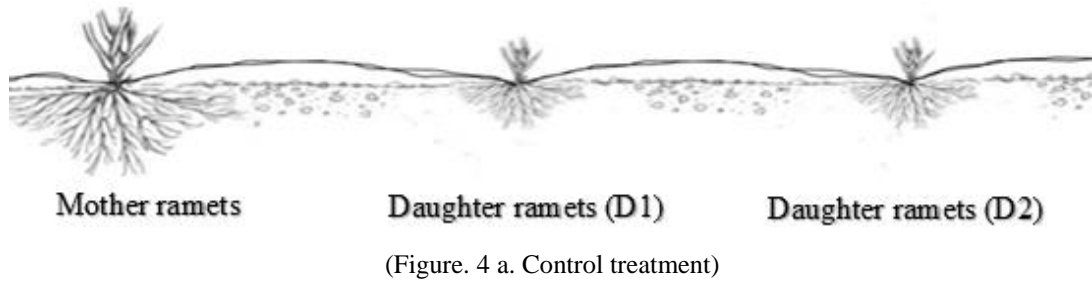 Mother ramets Daughter ramets (D1) Daughter ramets (D2)
(Figure. 4 a. Control treatment)